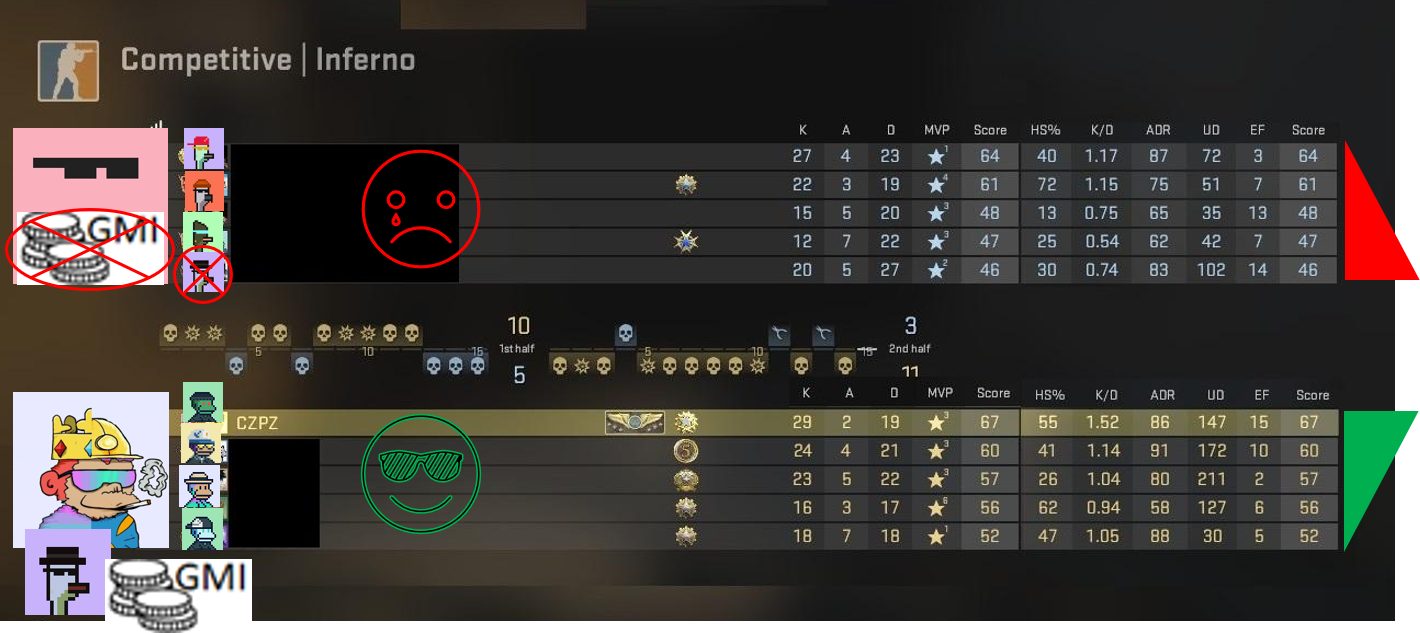 Competitive | Inferno
K A D MVP Score HS% K/D ADR UD EF Score
27 4 23 ★1 64 40 1.17 87 72 3 64
22 3 19 ★4 61 72 1.15 75 51 7 61
15 5 20 ★3 48 13 0.75 65 35 13 48
GMI 12 7 22 ★3 47 25 0.54 62 42 7 47
20 5 27 ★2 46 30 0.74 83 102 14 46
10 3
5 10 15 1st half 5 10 15 2nd half
5 11
K A D MVP Score HS% K/D ADR UD EF Score
CZPZ 29 2 19 ★3 67 55 1.52 86 147 15 67
5 24 4 21 ★3 60 41 1.14 91 172 10 60
23 5 22 ★3 57 26 1.04 80 211 2 57
16 3 17 ★6 56 62 0.94 58 127 6 56
18 7 18 ★1 52 47 1.05 88 30 5 52
GMI